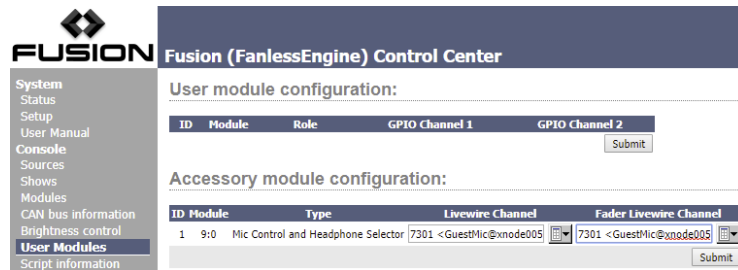 FUSION
Fusion (FanlessEngine) Control Center
System
Status
Setup
User Manual
Console
Sources
Shows
Modules
CAN bus information
Brightness control
User Modules
Script information
User module configuration:
ID Module Role GPIO Channel 1 GPIO Channel 2
Submit
Accessory module configuration:
ID Module Type Livewire Channel Fader Livewire Channel
1 9:0 Mic Control and Headphone Selector 7301 <GuestMic@xnode005 7301 <GuestMic@xnode005
Submit